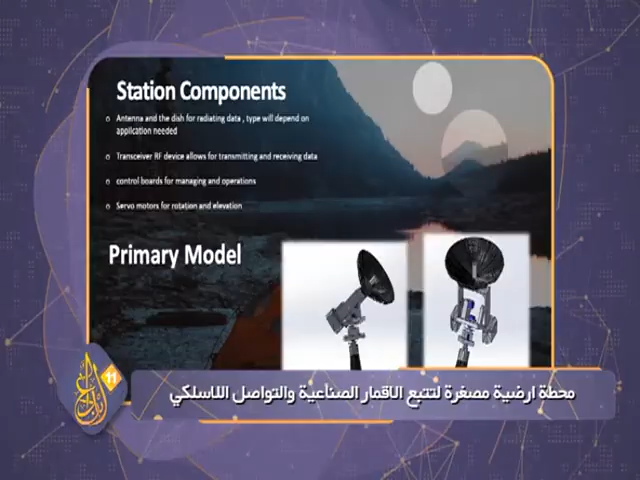 Station Components
o Antenna and the dish for radiating data , type will depend on
application needed
o Transceiver RF device allows for transmitting and receiving data
o control boards for managing and operations
o Servo motors for rotation and elevation
Primary Model
11
محطة ارضية مصغرة لتتبع الاقمار الصناعية والتواصل اللاسلكي